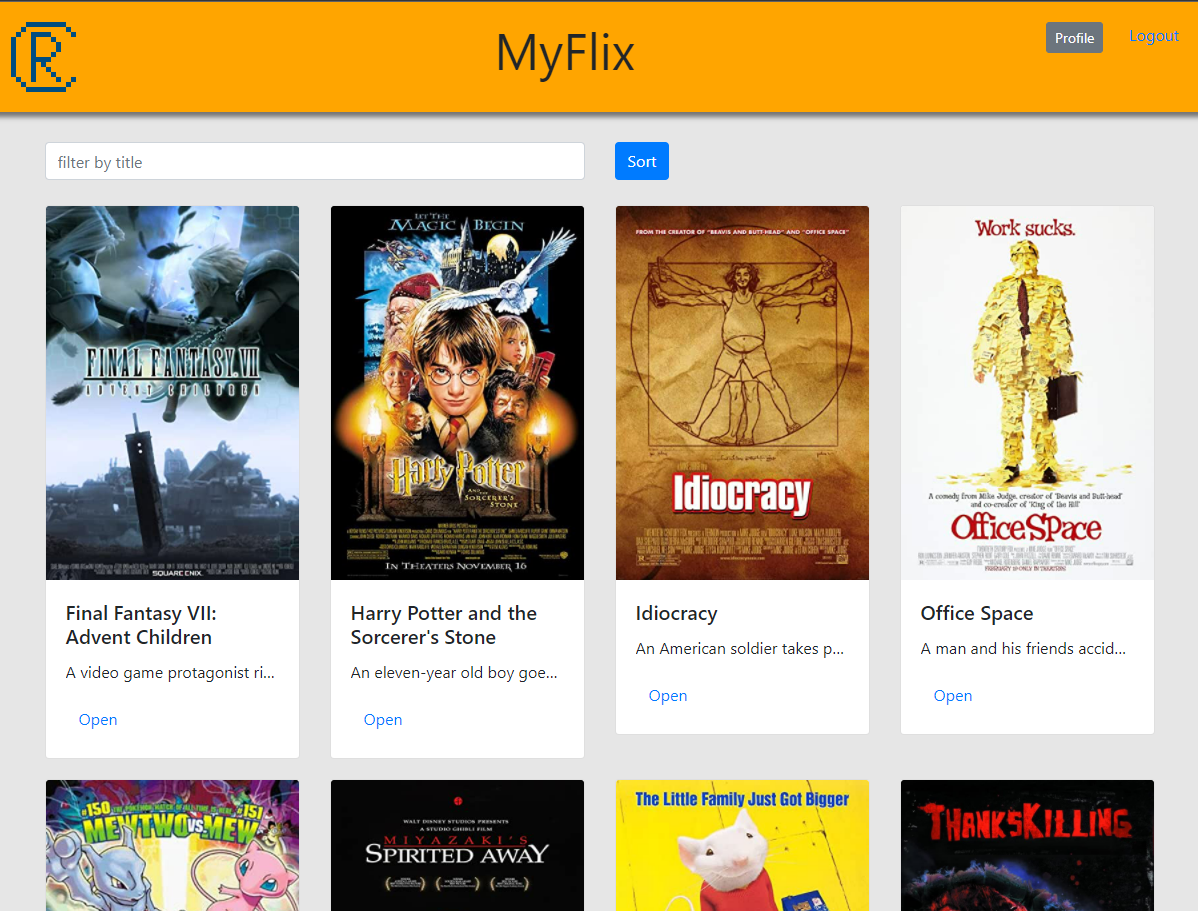 R
MyFlix
Profile
Logout
filter by title
Sort
FINAL FANTASY VII
ADVENT CHILDREN
SQUARE ENIX
LET THE
MAGIC BEGIN
Harry Potter
AND THE
SORCERER'S
STONE
IN THEATERS NOVEMBER 16
FROM THE CREATOR OF "BEAVIS AND BUTT-HEAD" AND "OFFICE SPACE"
Idiocracy
Work sucks.
A comedy from Mike Judge, creator of 'Beavis and Butt-head'
and co-creator of 'King of the Hill'
Office Space
Final Fantasy VII:
Advent Children
A video game protagonist ri...
Open
Harry Potter and the
Sorcerer's Stone
An eleven-year old boy goe...
Open
Idiocracy
An American soldier takes p...
Open
Office Space
A man and his friends accid...
Open
#150
#151
MEWTWO VS. MEW
WALT DISNEY STUDIOS PRESENTS
A STUDIO GHIBLI FILM
MIYAZAKI'S
SPIRITED AWAY
The Little Family Just Got Bigger
THANKSKILLING